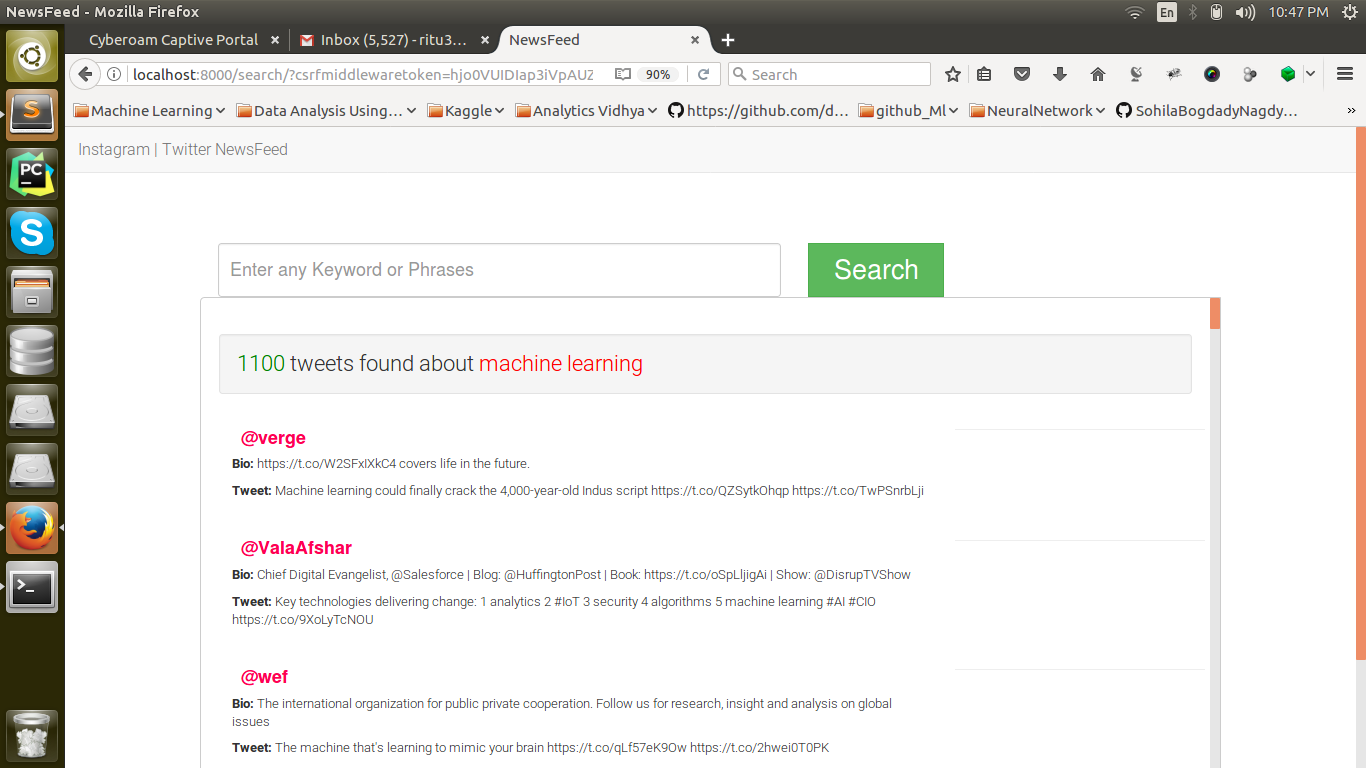 NewsFeed - Mozilla Firefox
En
10:47 PM
Cyberoam Captive Portal
Inbox (5,527) - ritu3…
NewsFeed
localhost:8000/search/?csrfmiddlewaretoken=hjo0VUIDIap3iVpAUZ
90%
Search
Machine Learning
Data Analysis Using…
Kaggle
Analytics Vidhya
https://github.com/d…
github_Ml
NeuralNetwork
SohilaBogdadyNagdy…
Instagram | Twitter NewsFeed
Enter any Keyword or Phrases
Search
1100 tweets found about machine learning
@verge
Bio: https://t.co/W2SFxIXkC4 covers life in the future.
Tweet: Machine learning could finally crack the 4,000-year-old Indus script https://t.co/QZSytkOhqp https://t.co/TwPSnrbLji
@ValaAfshar
Bio: Chief Digital Evangelist, @Salesforce | Blog: @HuffingtonPost | Book: https://t.co/oSpLljigAi | Show: @DisrupTVShow
Tweet: Key technologies delivering change: 1 analytics 2 #IoT 3 security 4 algorithms 5 machine learning #AI #CIO
https://t.co/9XoLyTcNOU
@wef
Bio: The international organization for public private cooperation. Follow us for research, insight and analysis on global
issues
Tweet: The machine that's learning to mimic your brain https://t.co/qLf57eK9Ow https://t.co/2hwei0T0PK
S
PC
S